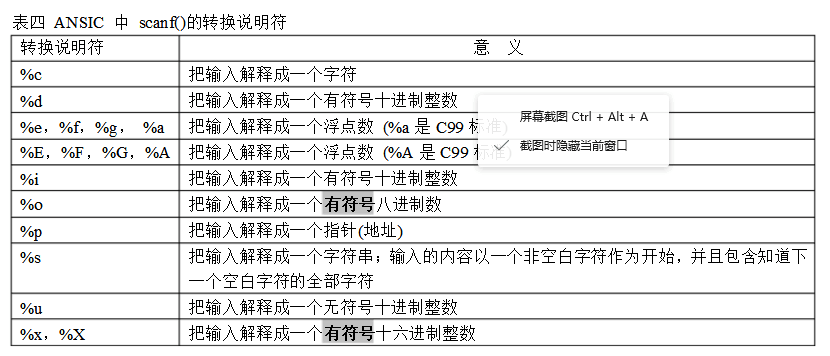 表四 ANSIC 中 scanf()的转换说明符
转换说明符 意 义
%c 把输入解释成一个字符
%d 把输入解释成一个有符号十进制整数
%e，%f，%g， %a 把输入解释成一个浮点数 (%a 是 C99 标准)
%E，%F，%G，%A 把输入解释成一个浮点数 (%A 是 C99 标准)
屏幕截图 Ctrl + Alt + A
截图时隐藏当前窗口
%i 把输入解释成一个有符号十进制整数
%o 把输入解释成一个有符号八进制数
%p 把输入解释成一个指针(地址)
%s 把输入解释成一个字符串；输入的内容以一个非空白字符作为开始，并且包含知道下
一个空白字符的全部字符
%u 把输入解释成一个无符号十进制整数
%x，%X 把输入解释成一个有符号十六进制整数